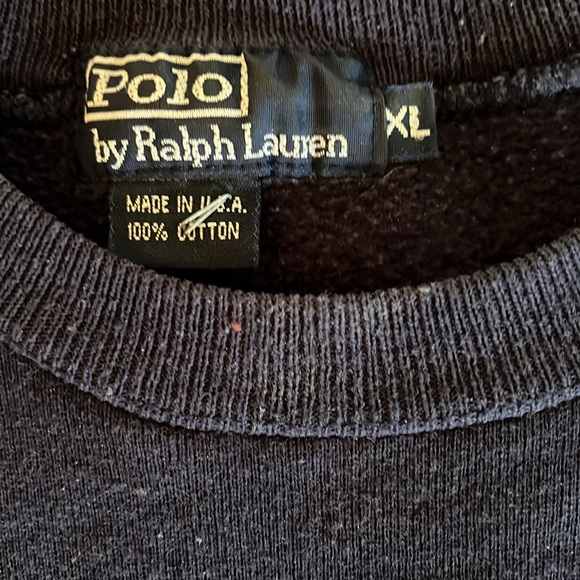 Polo
by Ralph Lauren
XL
MADE IN U.S.A.
100% COTTON